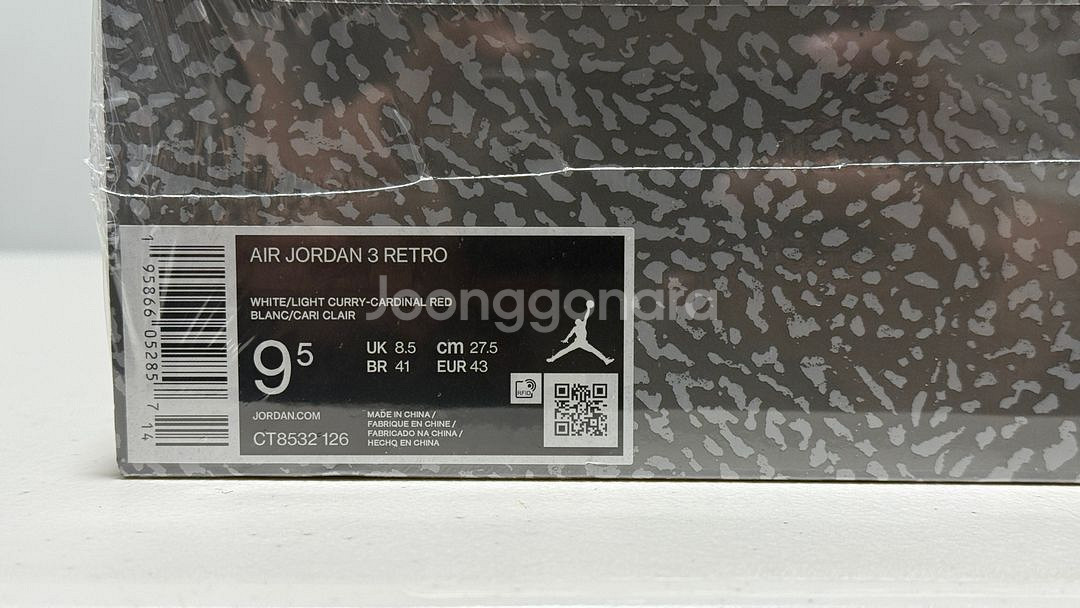 AIR JORDAN 3 RETRO
WHITE/LIGHT CURRY-CARDINAL RED
BLANC/CARI CLAIR
Joonggonara
9⁵
UK 8.5 cm 27.5
BR 41 EUR 43
RFID
JORDAN.COM
CT8532 126
MADE IN CHINA /
FABRIQUE EN CHINE /
FABRICADO NA CHINA /
HECHO EN CHINA
1 95866 05285 7 14